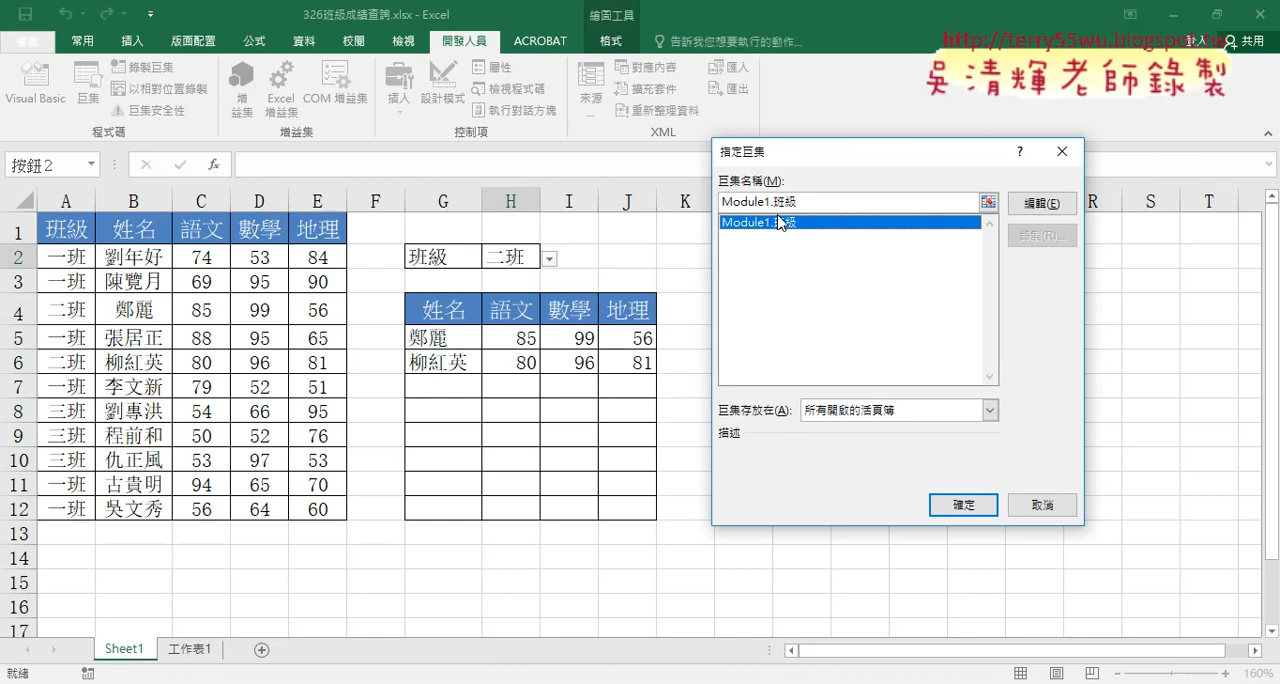 326班級成績查詢.xlsx - Excel
繪圖工具
檔案
常用
插入
版面配置
公式
資料
校閱
檢視
開發人員
ACROBAT
格式
告訴我您想要執行的動作...
登入
共用
http://terry55wu.blogspot.tw
吳清輝老師錄製
Visual Basic
巨集
錄製巨集
以相對位置錄製
巨集安全性
程式碼
增益集
Excel 增益集
COM 增益集
增益集
插入
設計模式
屬性
檢視程式碼
執行對話方塊
控制項
來源
...
對應內容
擴充套件
重新整理資料
匯入
匯出
XML
按鈕 2
fx
A B C D E F G H I J K R S T
1 班級 姓名 語文 數學 地理
2 一班 劉年好 74 53 84 班級 二班
3 一班 陳覽月 69 95 90
4 二班 鄭麗 85 99 56 姓名 語文 數學 地理
5 一班 張居正 88 95 65 鄭麗 85 99 56
6 二班 柳紅英 80 96 81 柳紅英 80 96 81
7 一班 李文新 79 52 51
8 三班 劉專洪 54 66 95
9 三班 程前和 50 52 76
10 三班 仇正風 53 97 53
11 一班 古貴明 94 65 70
12 一班 吳文秀 56 64 60
13
14
15
16
17
指定巨集
?
巨集名稱(M):
Module1.班級
Module1.班級
編輯(E)
錄製(R)...
巨集存放在(A):
所有開啟的活頁簿
描述
確定
取消
Sheet1
工作表1
就緒
160%